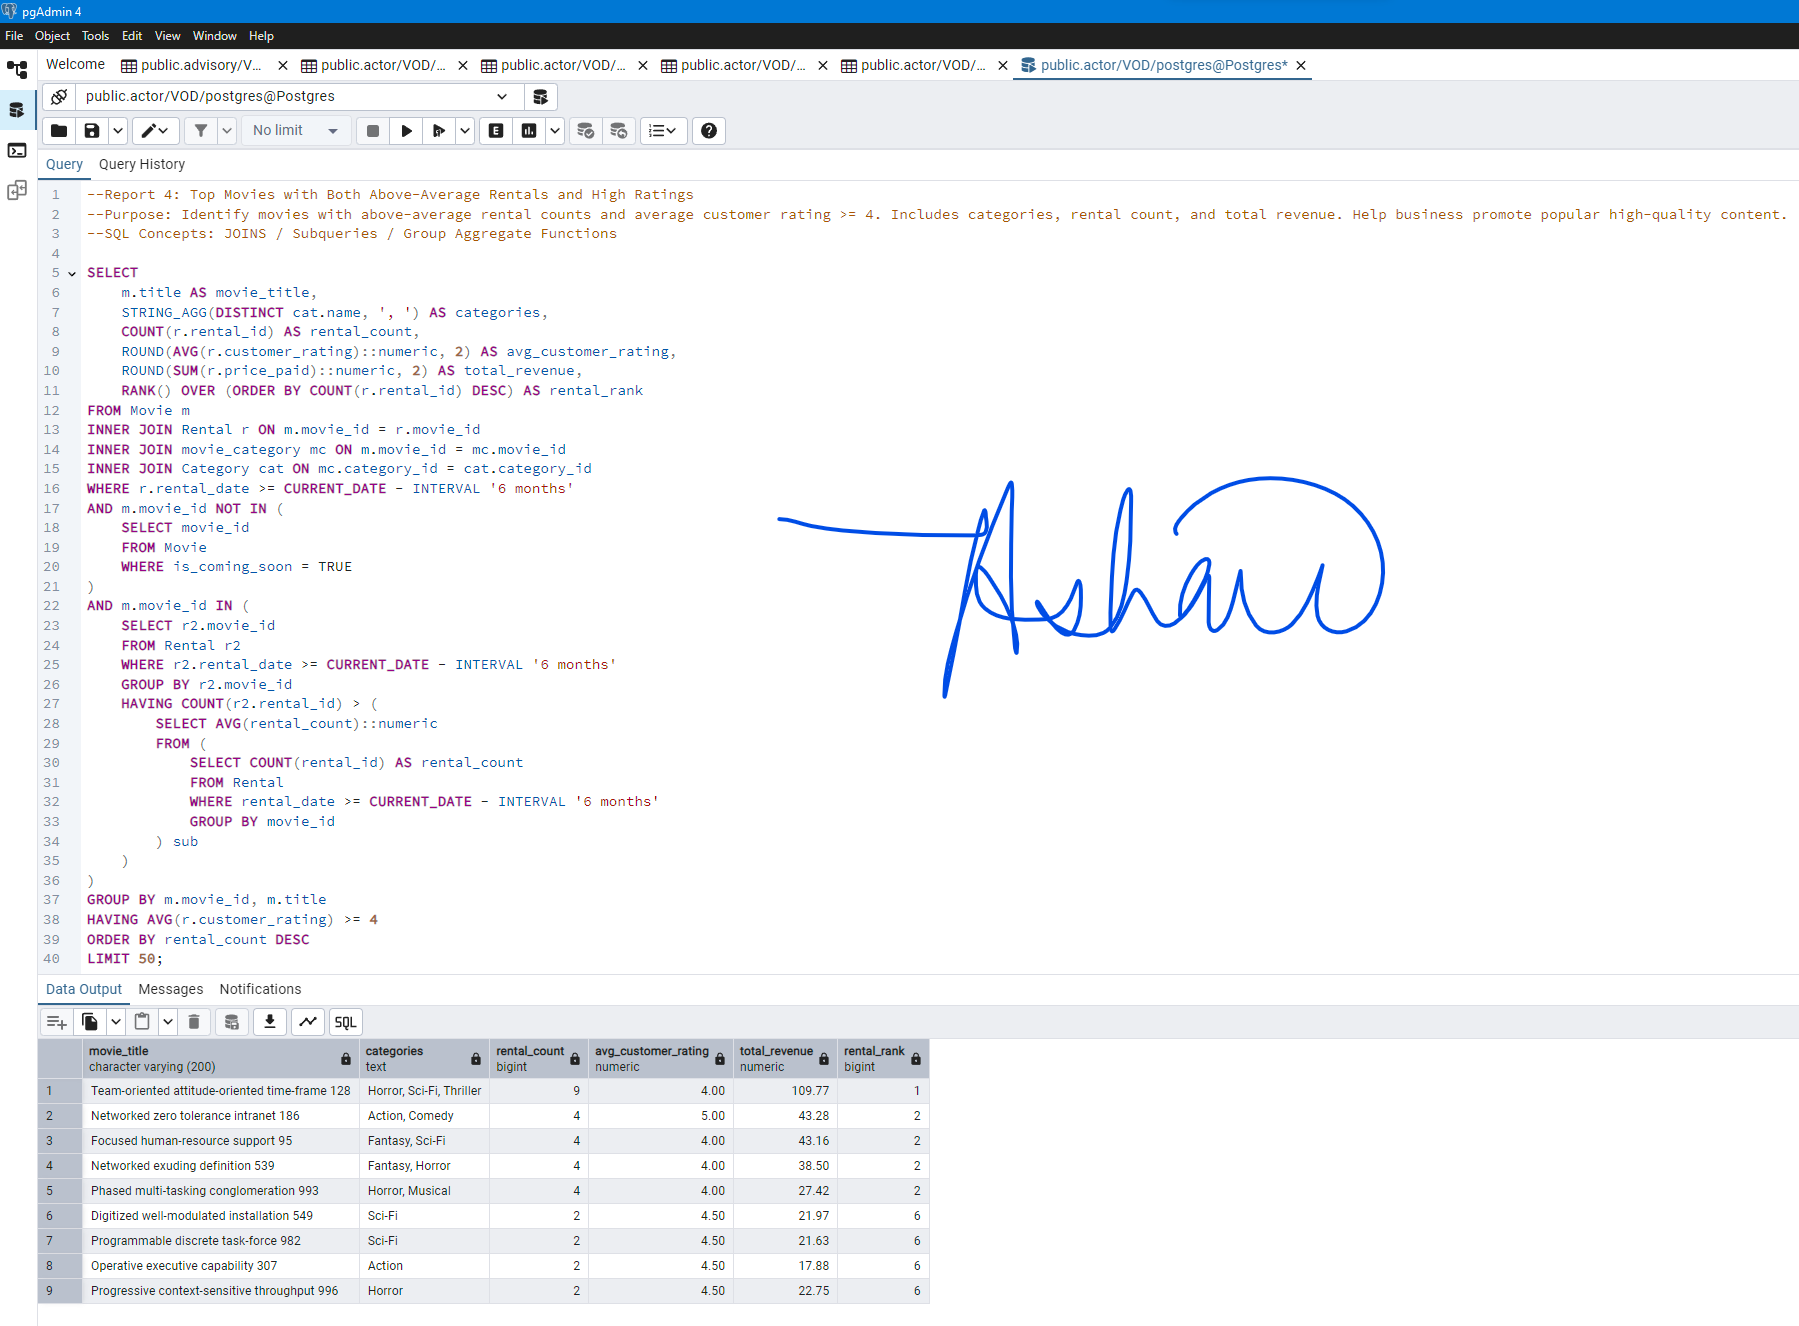 pgAdmin 4
File Object Tools Edit View Window Help
Welcome public.advisory/V... × public.actor/VOD/... × public.actor/VOD/... × public.actor/VOD/... × public.actor/VOD/... × public.actor/VOD/postgres@Postgres* ×
public.actor/VOD/postgres@Postgres
No limit
Query Query History
1 --Report 4: Top Movies with Both Above-Average Rentals and High Ratings
2 --Purpose: Identify movies with above-average rental counts and average customer rating >= 4. Includes categories, rental count, and total revenue. Help business promote popular high-quality content.
3 --SQL Concepts: JOINS / Subqueries / Group Aggregate Functions
4
5 SELECT
6 m.title AS movie_title,
7 STRING_AGG(DISTINCT cat.name, ', ') AS categories,
8 COUNT(r.rental_id) AS rental_count,
9 ROUND(AVG(r.customer_rating)::numeric, 2) AS avg_customer_rating,
10 ROUND(SUM(r.price_paid)::numeric, 2) AS total_revenue,
11 RANK() OVER (ORDER BY COUNT(r.rental_id) DESC) AS rental_rank
12 FROM Movie m
13 INNER JOIN Rental r ON m.movie_id = r.movie_id
14 INNER JOIN movie_category mc ON m.movie_id = mc.movie_id
15 INNER JOIN Category cat ON mc.category_id = cat.category_id
16 WHERE r.rental_date >= CURRENT_DATE - INTERVAL '6 months'
17 AND m.movie_id NOT IN (
18 SELECT movie_id
19 FROM Movie
20 WHERE is_coming_soon = TRUE
21 )
22 AND m.movie_id IN (
23 SELECT r2.movie_id
24 FROM Rental r2
25 WHERE r2.rental_date >= CURRENT_DATE - INTERVAL '6 months'
26 GROUP BY r2.movie_id
27 HAVING COUNT(r2.rental_id) > (
28 SELECT AVG(rental_count)::numeric
29 FROM (
30 SELECT COUNT(rental_id) AS rental_count
31 FROM Rental
32 WHERE rental_date >= CURRENT_DATE - INTERVAL '6 months'
33 GROUP BY movie_id
34 ) sub
35 )
36 )
37 GROUP BY m.movie_id, m.title
38 HAVING AVG(r.customer_rating) >= 4
39 ORDER BY rental_count DESC
40 LIMIT 50;
Data Output Messages Notifications
SQL
movie_title categories rental_count avg_customer_rating total_revenue rental_rank
character varying (200) text bigint numeric numeric bigint
1 Team-oriented attitude-oriented time-frame 128 Horror, Sci-Fi, Thriller 9 4.00 109.77 1
2 Networked zero tolerance intranet 186 Action, Comedy 4 5.00 43.28 2
3 Focused human-resource support 95 Fantasy, Sci-Fi 4 4.00 43.16 2
4 Networked exuding definition 539 Fantasy, Horror 4 4.00 38.50 2
5 Phased multi-tasking conglomeration 993 Horror, Musical 4 4.00 27.42 2
6 Digitized well-modulated installation 549 Sci-Fi 2 4.50 21.97 6
7 Programmable discrete task-force 982 Sci-Fi 2 4.50 21.63 6
8 Operative executive capability 307 Action 2 4.50 17.88 6
9 Progressive context-sensitive throughput 996 Horror 2 4.50 22.75 6